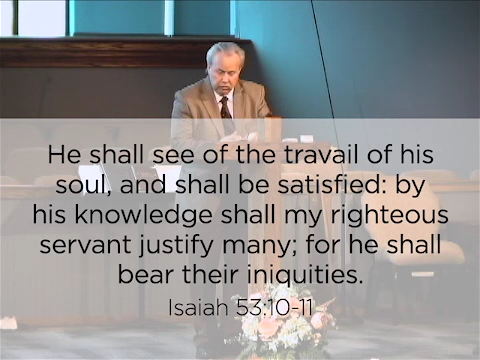 He shall see of the travail of his
soul, and shall be satisfied: by
his knowledge shall my righteous
servant justify many; for he shall
bear their iniquities.
Isaiah 53:10-11